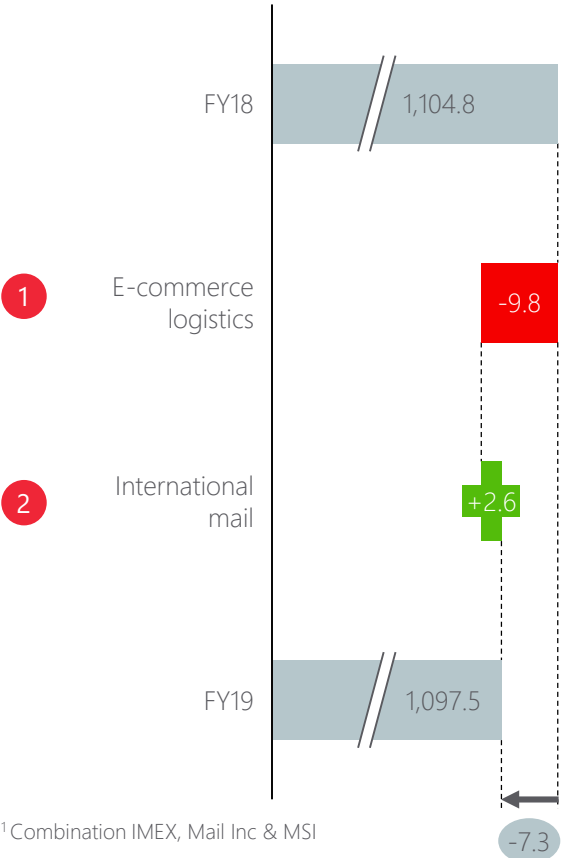 FY18
1,104.8
1
E-commerce
logistics
-9.8
2
International
mail
+2.6
FY19
1,097.5
¹ Combination IMEX, Mail Inc & MSI
-7.3